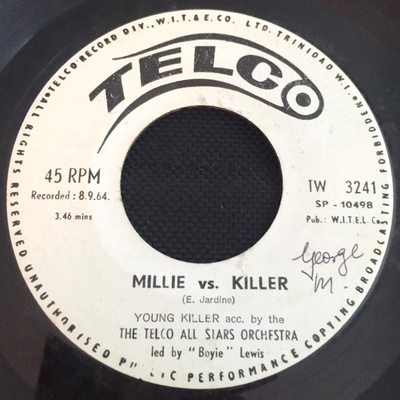 TELCO RECORD DIV., W.I.T. & E. CO. LTD. TRINIDAD W.I. FORBIDDEN
ALL RIGHTS RESERVED UNAUTHORISED PUBLIC PERFORMANCE COPYING BROADCASTING
TELCO
45 RPM
Recorded : 8.9.64.
3.46 mins
TW 3241
SP - 10498
Pub.: W.I.T.E.L. Co.
George
M.
MILLIE vs. KILLER
(E. Jardine)
YOUNG KILLER acc. by the
THE TELCO ALL STARS ORCHESTRA
led by "Boyie" Lewis